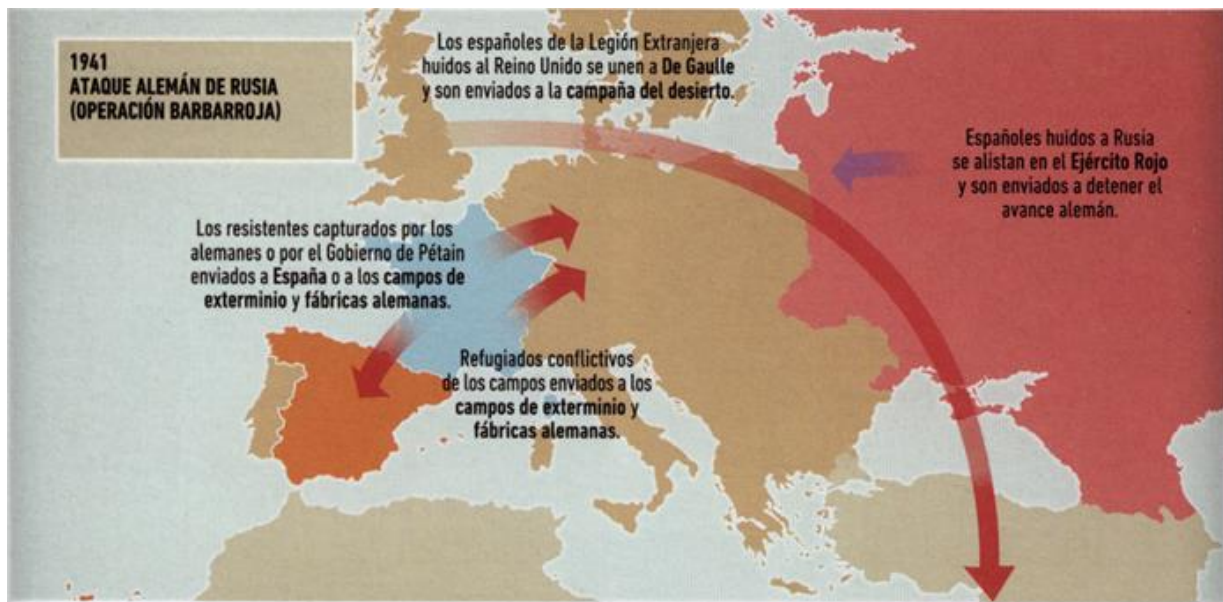 1941
ATAQUE ALEMÁN DE RUSIA
(OPERACIÓN BARBARROJA)
Los españoles de la Legión Extranjera
huidos al Reino Unido se unen a De Gaulle
y son enviados a la campaña del desierto.
Españoles huidos a Rusia
se alistan en el Ejército Rojo
y son enviados a detener el
avance alemán.
Los resistentes capturados por los
alemanes o por el Gobierno de Pétain
enviados a España o a los campos de
exterminio y fábricas alemanas.
Refugiados conflictivos
de los campos enviados a los
campos de exterminio y
fábricas alemanas.